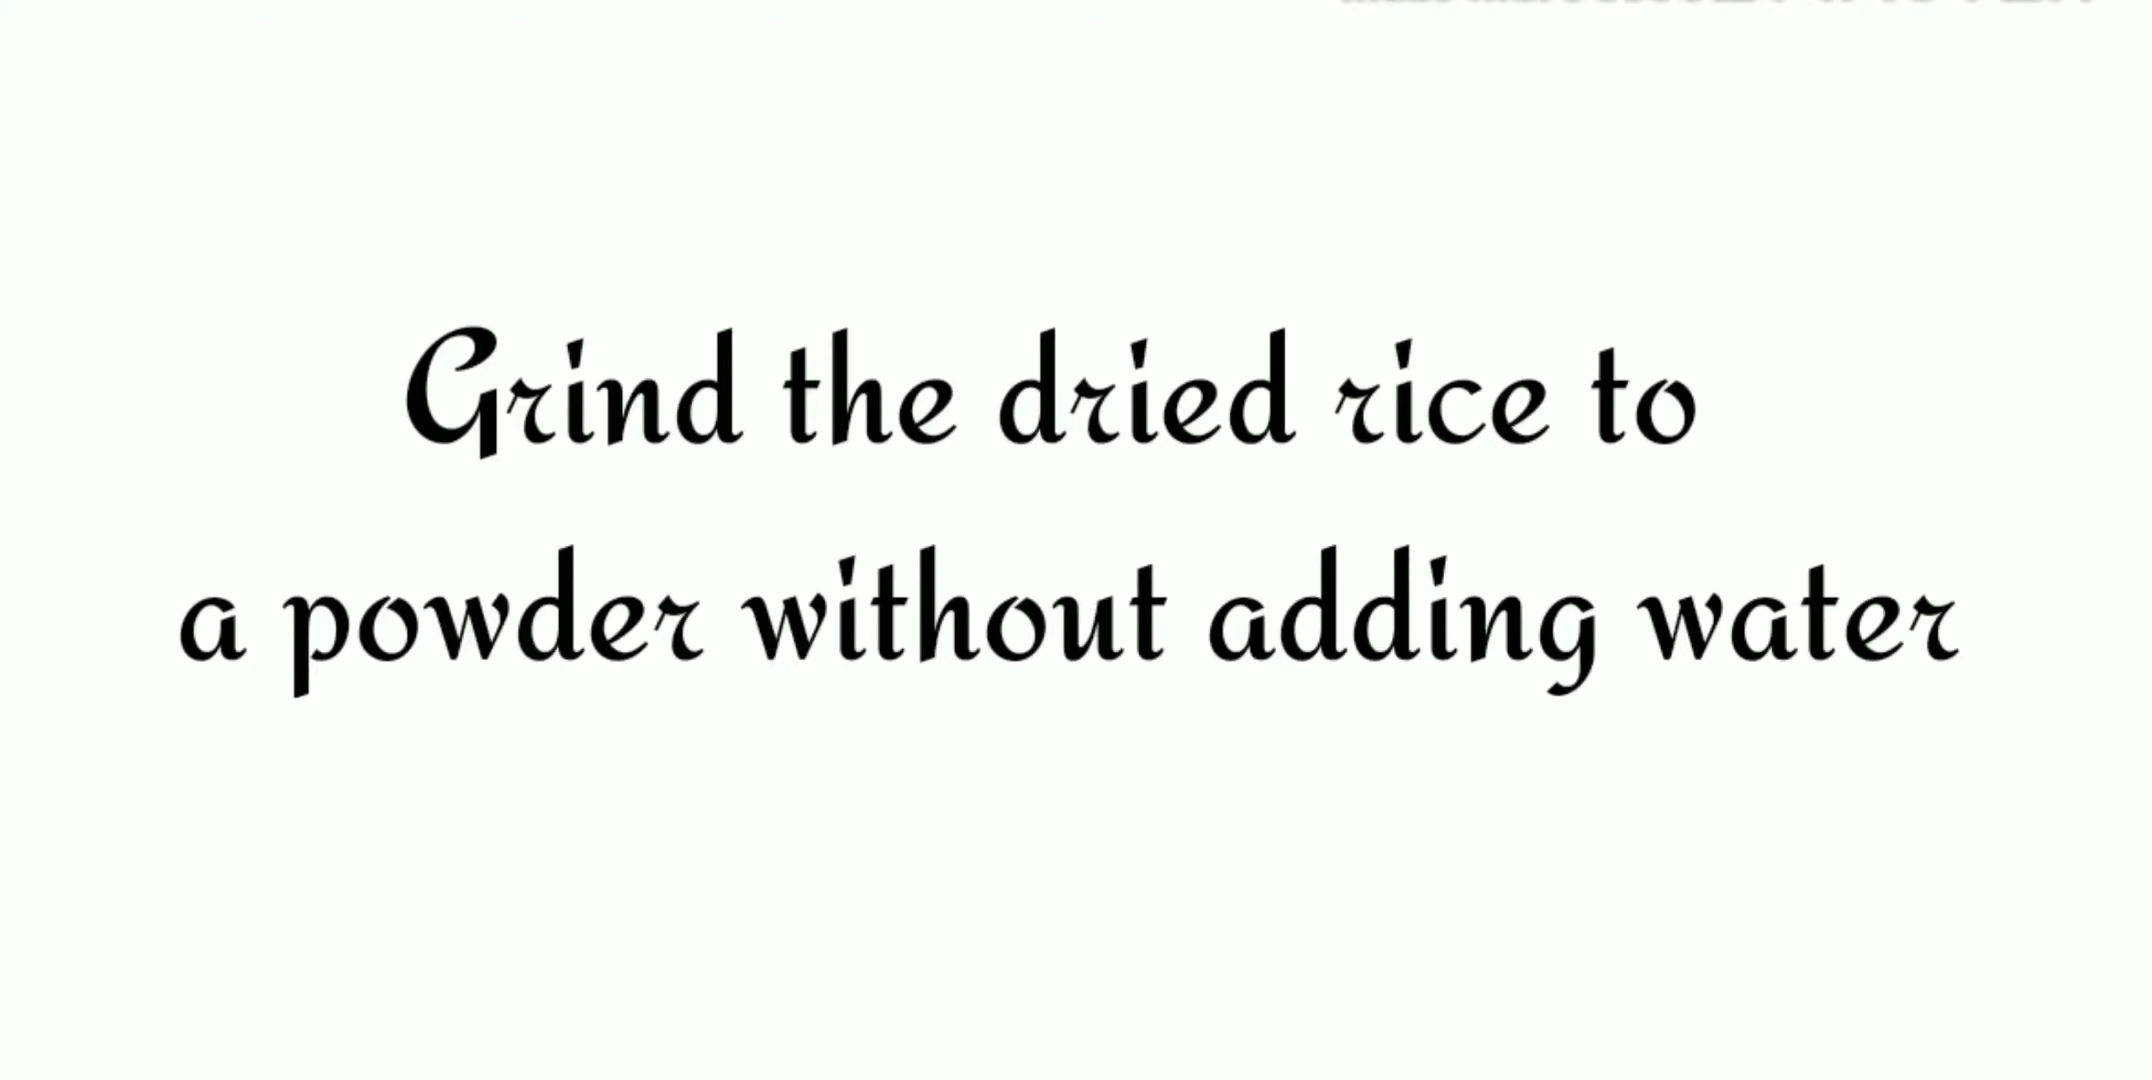 Grind the dried rice to
a powder without adding water